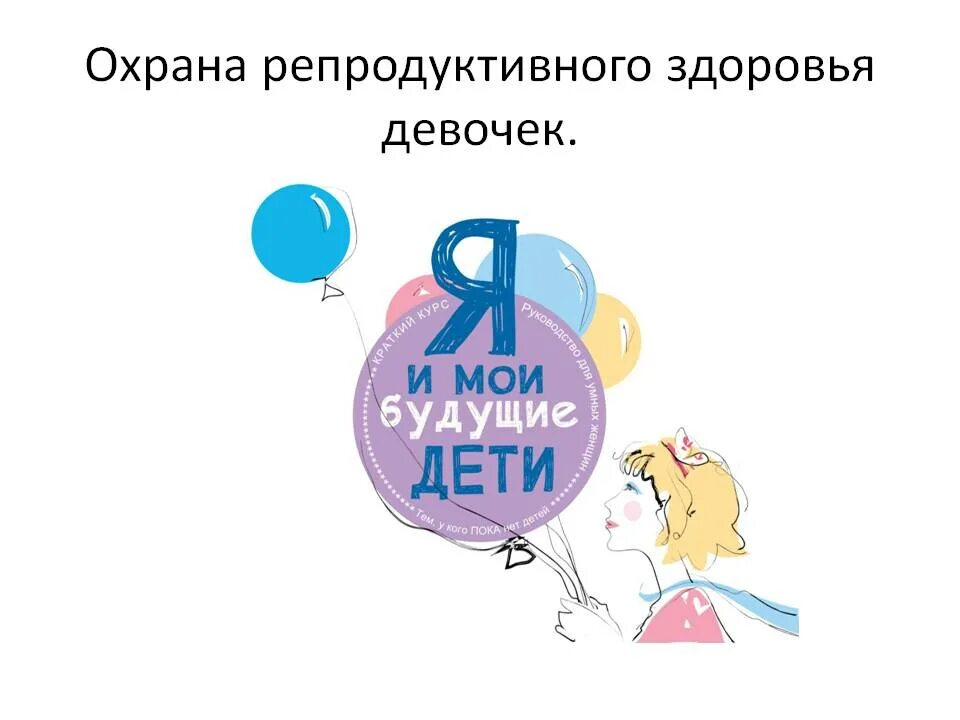 Охрана репродуктивного здоровья
девочек.
Я
КРАТКИЙ КУРС
Руководство для умных женщин
И МОИ
будущие
ДЕТИ
Тем, у кого ПОКА нет детей